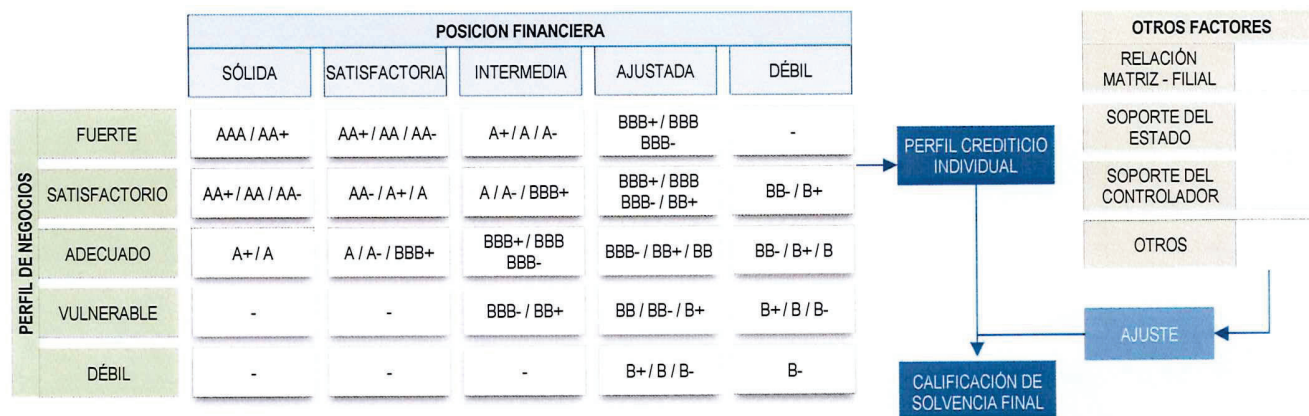 POSICION FINANCIERA
SÓLIDA
SATISFACTORIA
INTERMEDIA
AJUSTADA
DÉBIL
PERFIL DE NEGOCIOS
FUERTE
AAA / AA+
AA+ / AA / AA-
A+ / A / A-
BBB+ / BBB
BBB-
-
SATISFACTORIO
AA+ / AA / AA-
AA- / A+ / A
A / A- / BBB+
BBB+ / BBB
BBB- / BB+
BB- / B+
ADECUADO
A+ / A
A / A- / BBB+
BBB+ / BBB
BBB-
BBB- / BB+ / BB
BB- / B+ / B
VULNERABLE
-
-
BBB- / BB+
BB / BB- / B+
B+ / B / B-
DÉBIL
-
-
-
B+ / B / B-
B-
PERFIL CREDITICIO
INDIVIDUAL
CALIFICACIÓN DE
SOLVENCIA FINAL
OTROS FACTORES
RELACIÓN
MATRIZ - FILIAL
SOPORTE DEL
ESTADO
SOPORTE DEL
CONTROLADOR
OTROS
AJUSTE